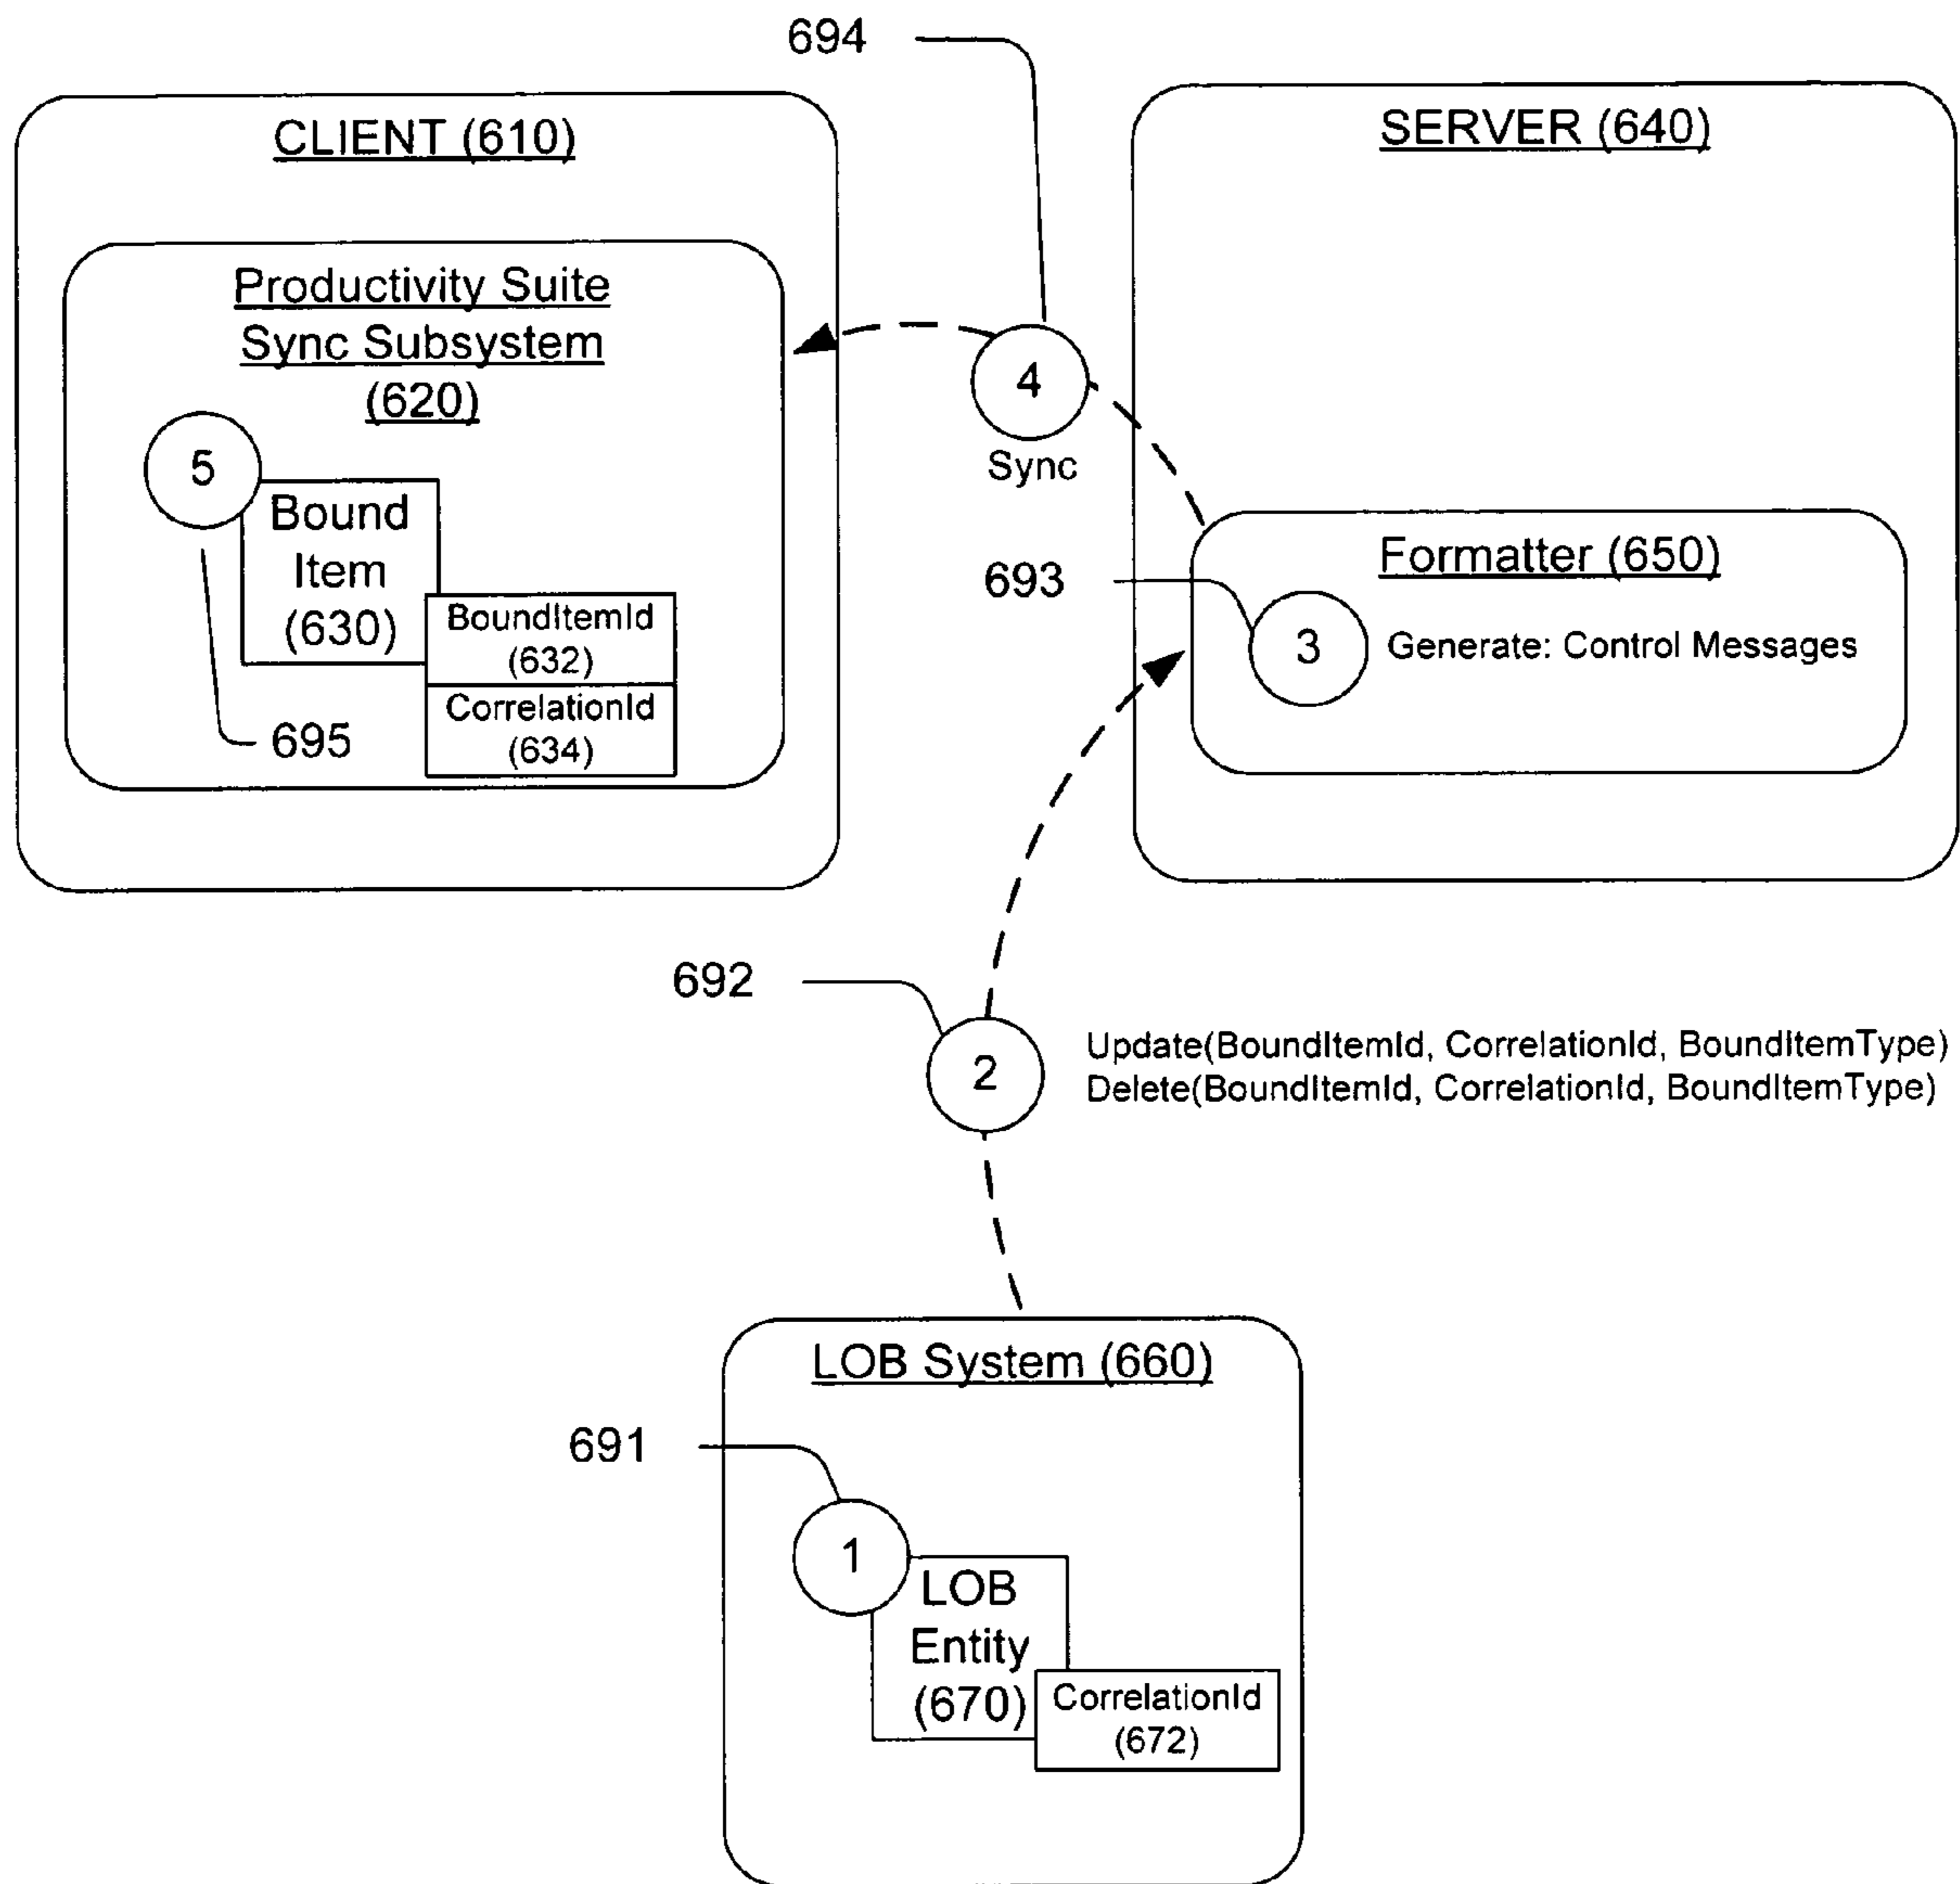 694
CLIENT (610)
SERVER (640)
Productivity Suite
Sync Subsystem
(620)
4
Sync
5
Bound
Item
(630)
BoundItemId
(632)
CorrelationId
(634)
695
Formatter (650)
693
3
Generate: Control Messages
692
2
Update(BoundItemId, CorrelationId, BoundItemType)
Delete(BoundItemId, CorrelationId, BoundItemType)
LOB System (660)
691
1
LOB
Entity
(670)
CorrelationId
(672)